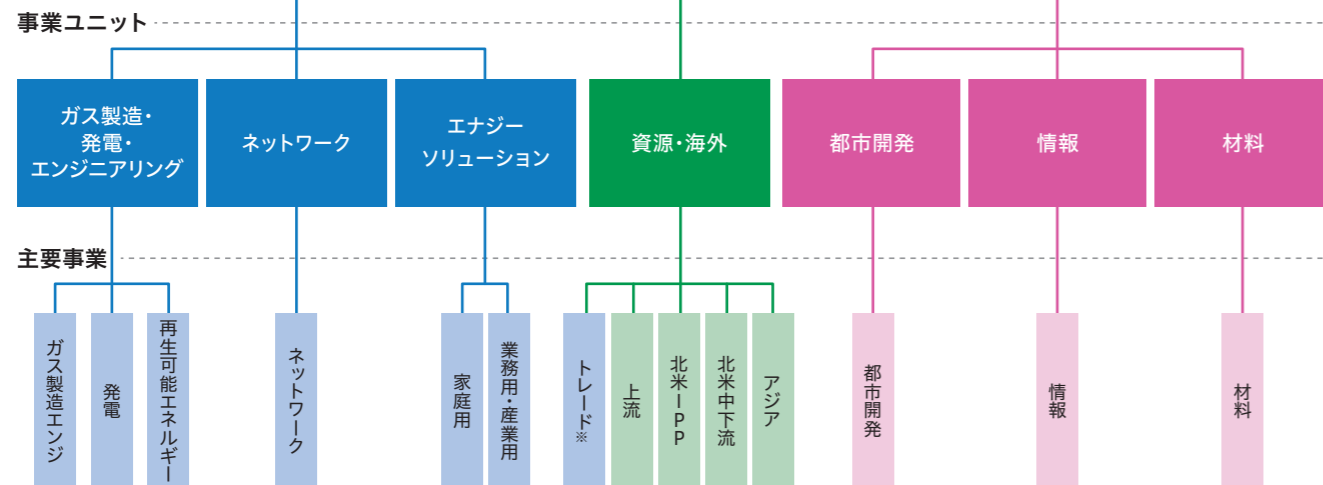 事業ユニット
ガス製造・
発電・
エンジニアリング
ネットワーク
エナジー
ソリューション
資源・海外
都市開発
情報
材料
主要事業
ガス製造エンジ
発電
再生可能エネルギー
ネットワーク
家庭用
業務用・産業用
トレード※
上流
北米IPP
北米中下流
アジア
都市開発
情報
材料